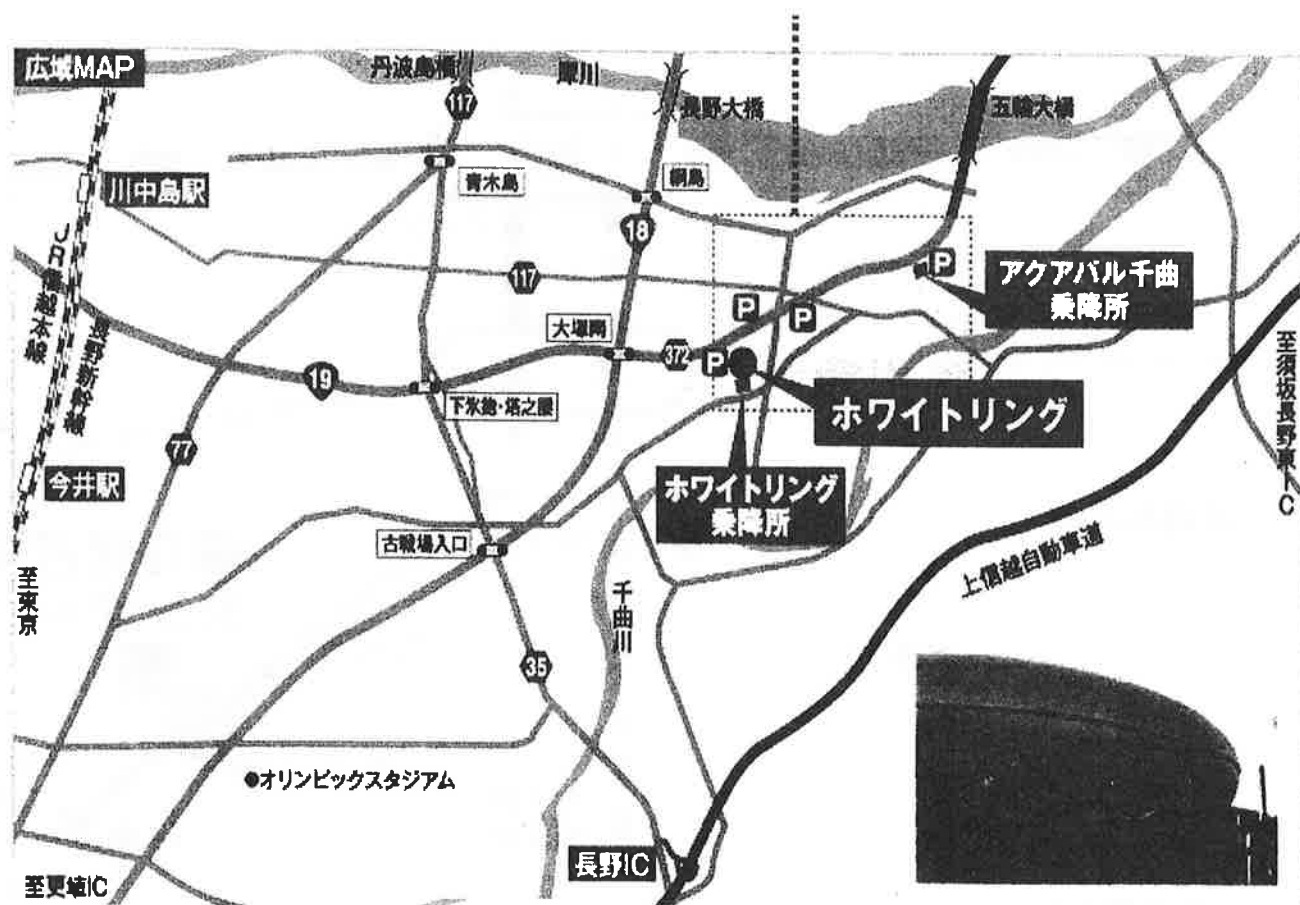 広域MAP
丹波島橋
犀川
長野大橋
五輪大橋
117
川中島駅
青木島
綱島
18
117
P
アクアパル千曲
乗降所
JR信越本線
長野新幹線
大塚南
P
P
372
P
19
ホワイトリング
至須坂長野東IC
77
今井駅
ホワイトリング
乗降所
古戦場入口
上信越自動車道
至東京
千曲川
35
●オリンピックスタジアム
長野IC
至更埴IC